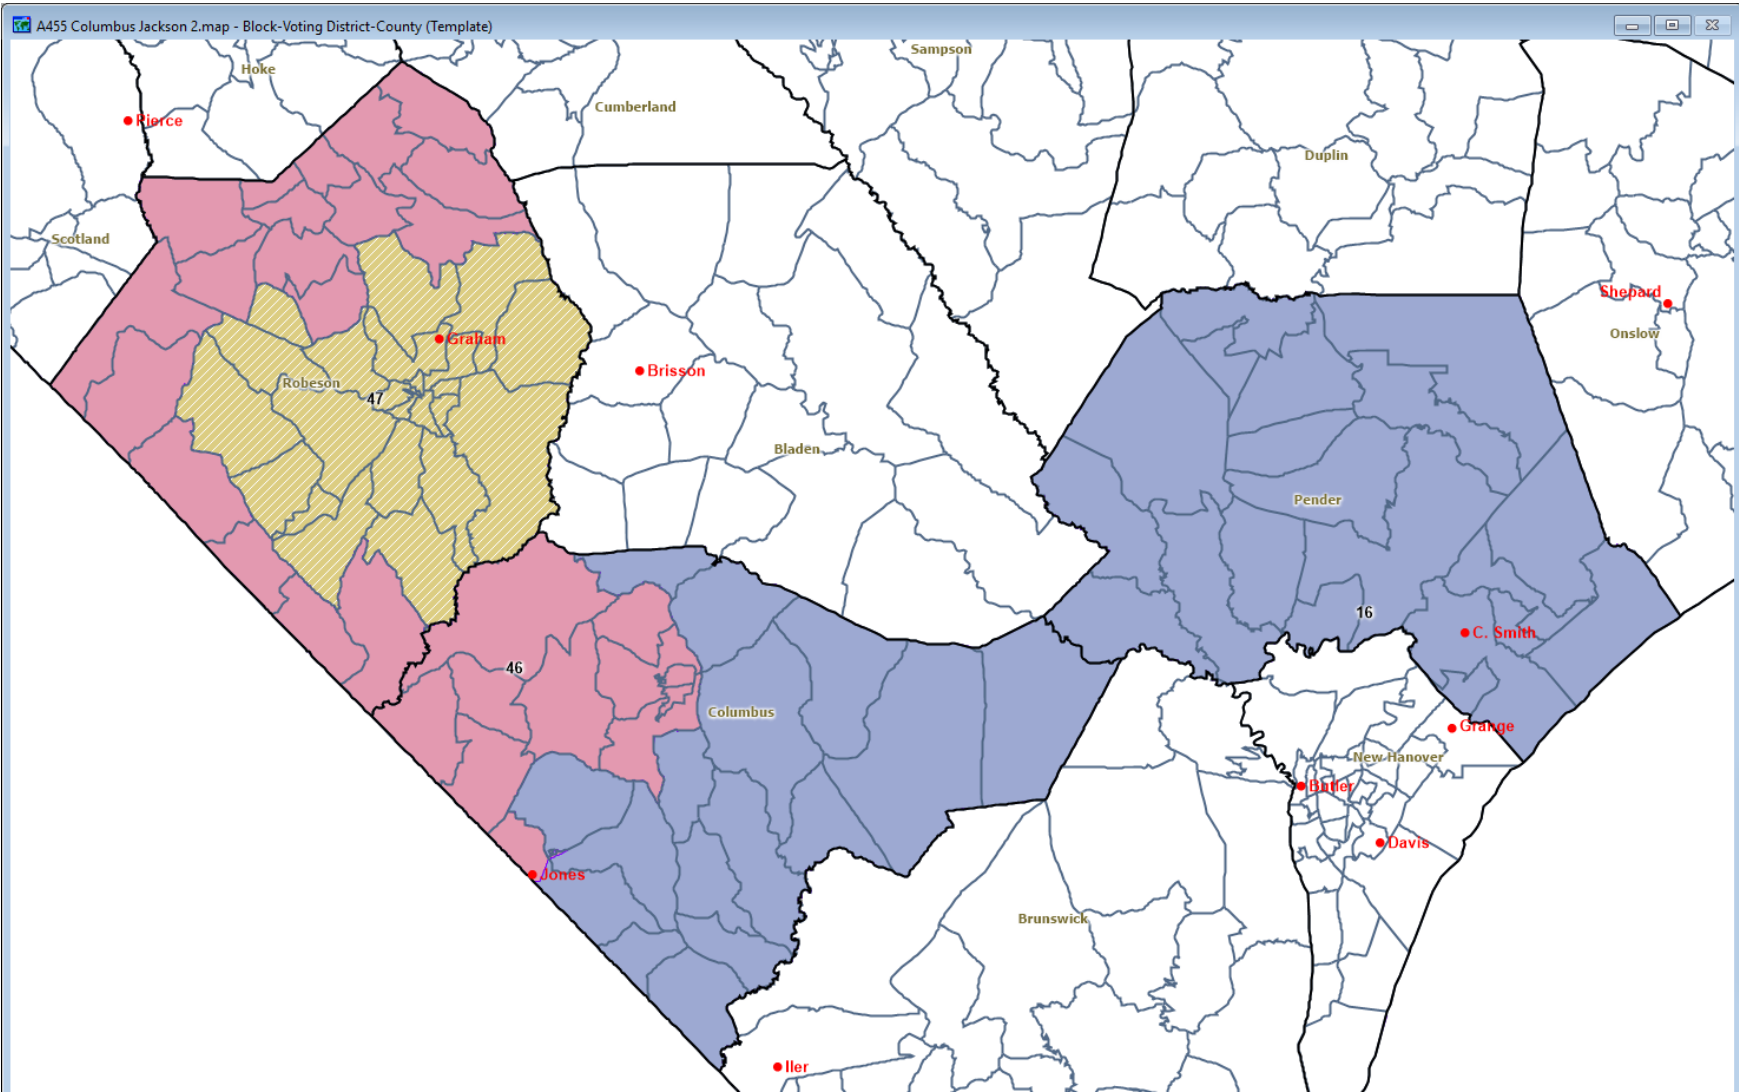 A455 Columbus Jackson 2.map - Block-Voting District-County (Template)
Sampson
Hoke
Cumberland
Pierce
Duplin
Scotland
Shepard
Onslow
Graham
Brisson
Robeson
47
Bladen
Pender
16
C. Smith
46
Columbus
Grange
New Hanover
Butler
Davis
Jones
Brunswick
Iler